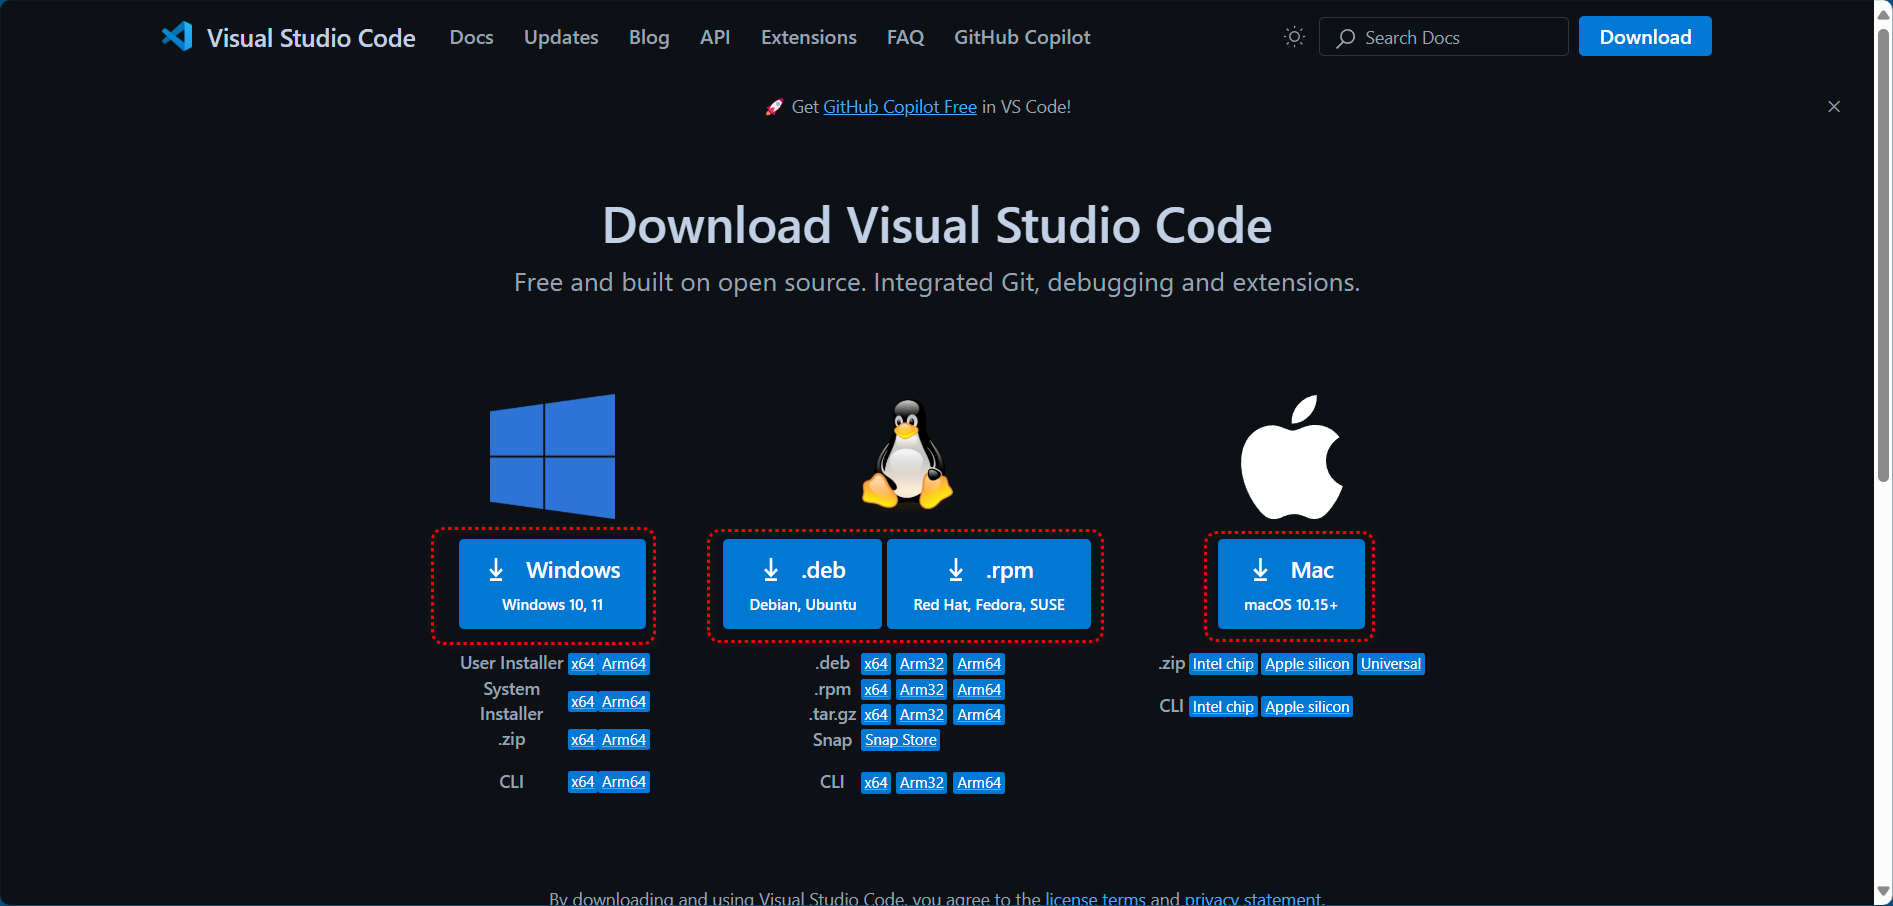 Visual Studio Code Docs Updates Blog API Extensions FAQ GitHub Copilot Search Docs Download
Get GitHub Copilot Free in VS Code!
Download Visual Studio Code
Free and built on open source. Integrated Git, debugging and extensions.
Windows
Windows 10, 11
User Installer x64 Arm64
System
Installer x64 Arm64
.zip x64 Arm64
CLI x64 Arm64
.deb
Debian, Ubuntu
.rpm
Red Hat, Fedora, SUSE
.deb x64 Arm32 Arm64
.rpm x64 Arm32 Arm64
.tar.gz x64 Arm32 Arm64
Snap Snap Store
CLI x64 Arm32 Arm64
Mac
macOS 10.15+
.zip Intel chip Apple silicon Universal
CLI Intel chip Apple silicon
By downloading and using Visual Studio Code, you agree to the license terms and privacy statement.